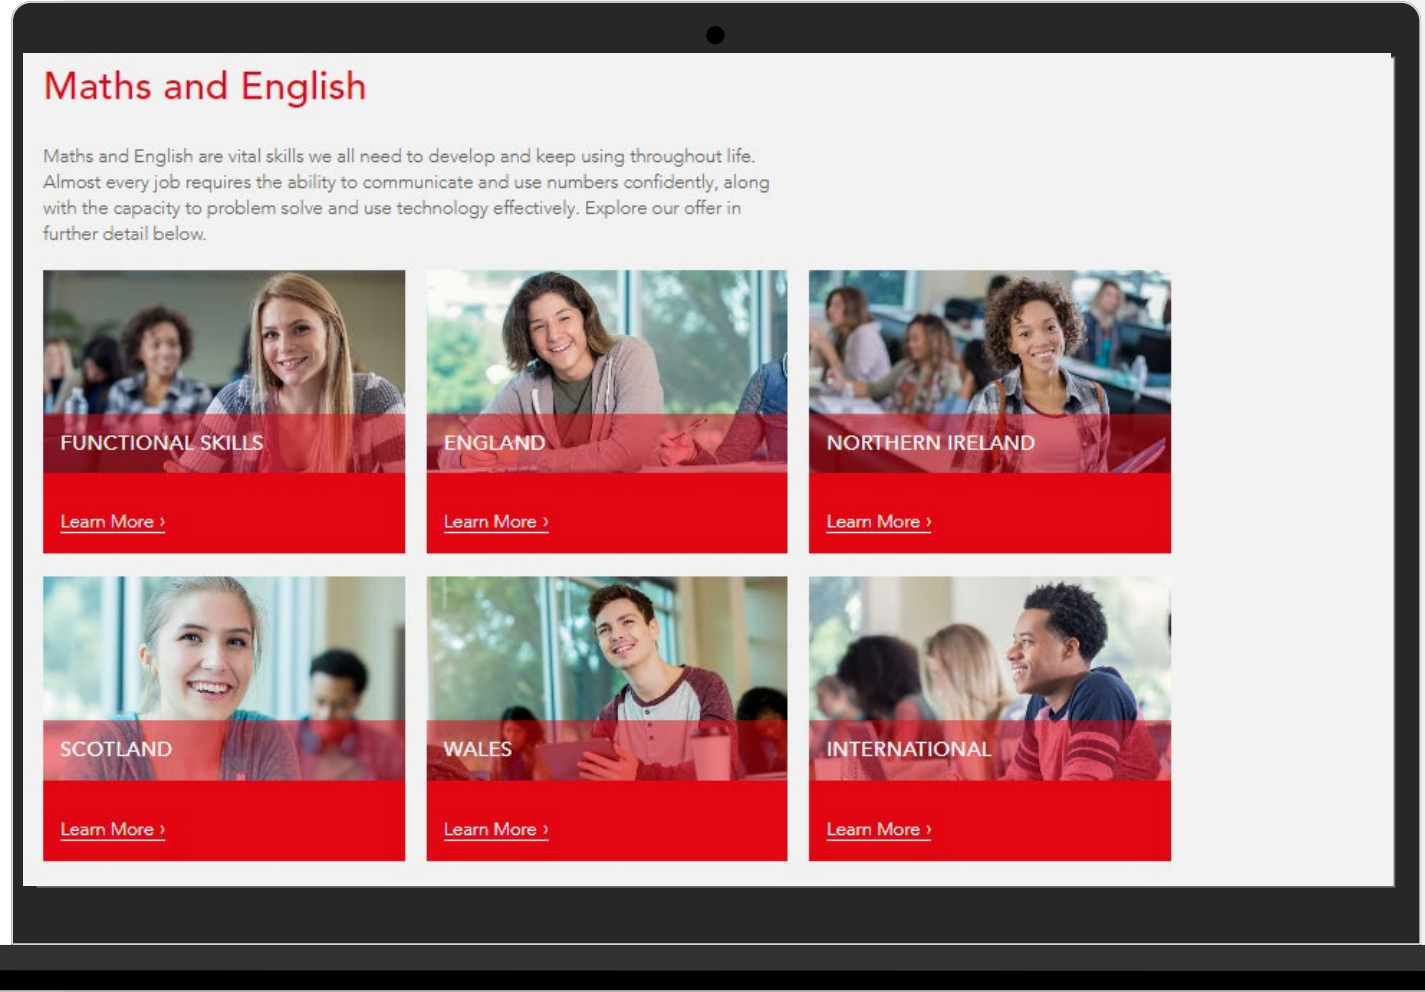 Maths and English
Maths and English are vital skills we all need to develop and keep using throughout life.
Almost every job requires the ability to communicate and use numbers confidently, along
with the capacity to problem solve and use technology effectively. Explore our offer in
further detail below.
FUNCTIONAL SKILLS
Learn More ›
ENGLAND
Learn More ›
NORTHERN IRELAND
Learn More ›
SCOTLAND
Learn More ›
WALES
Learn More ›
INTERNATIONAL
Learn More ›